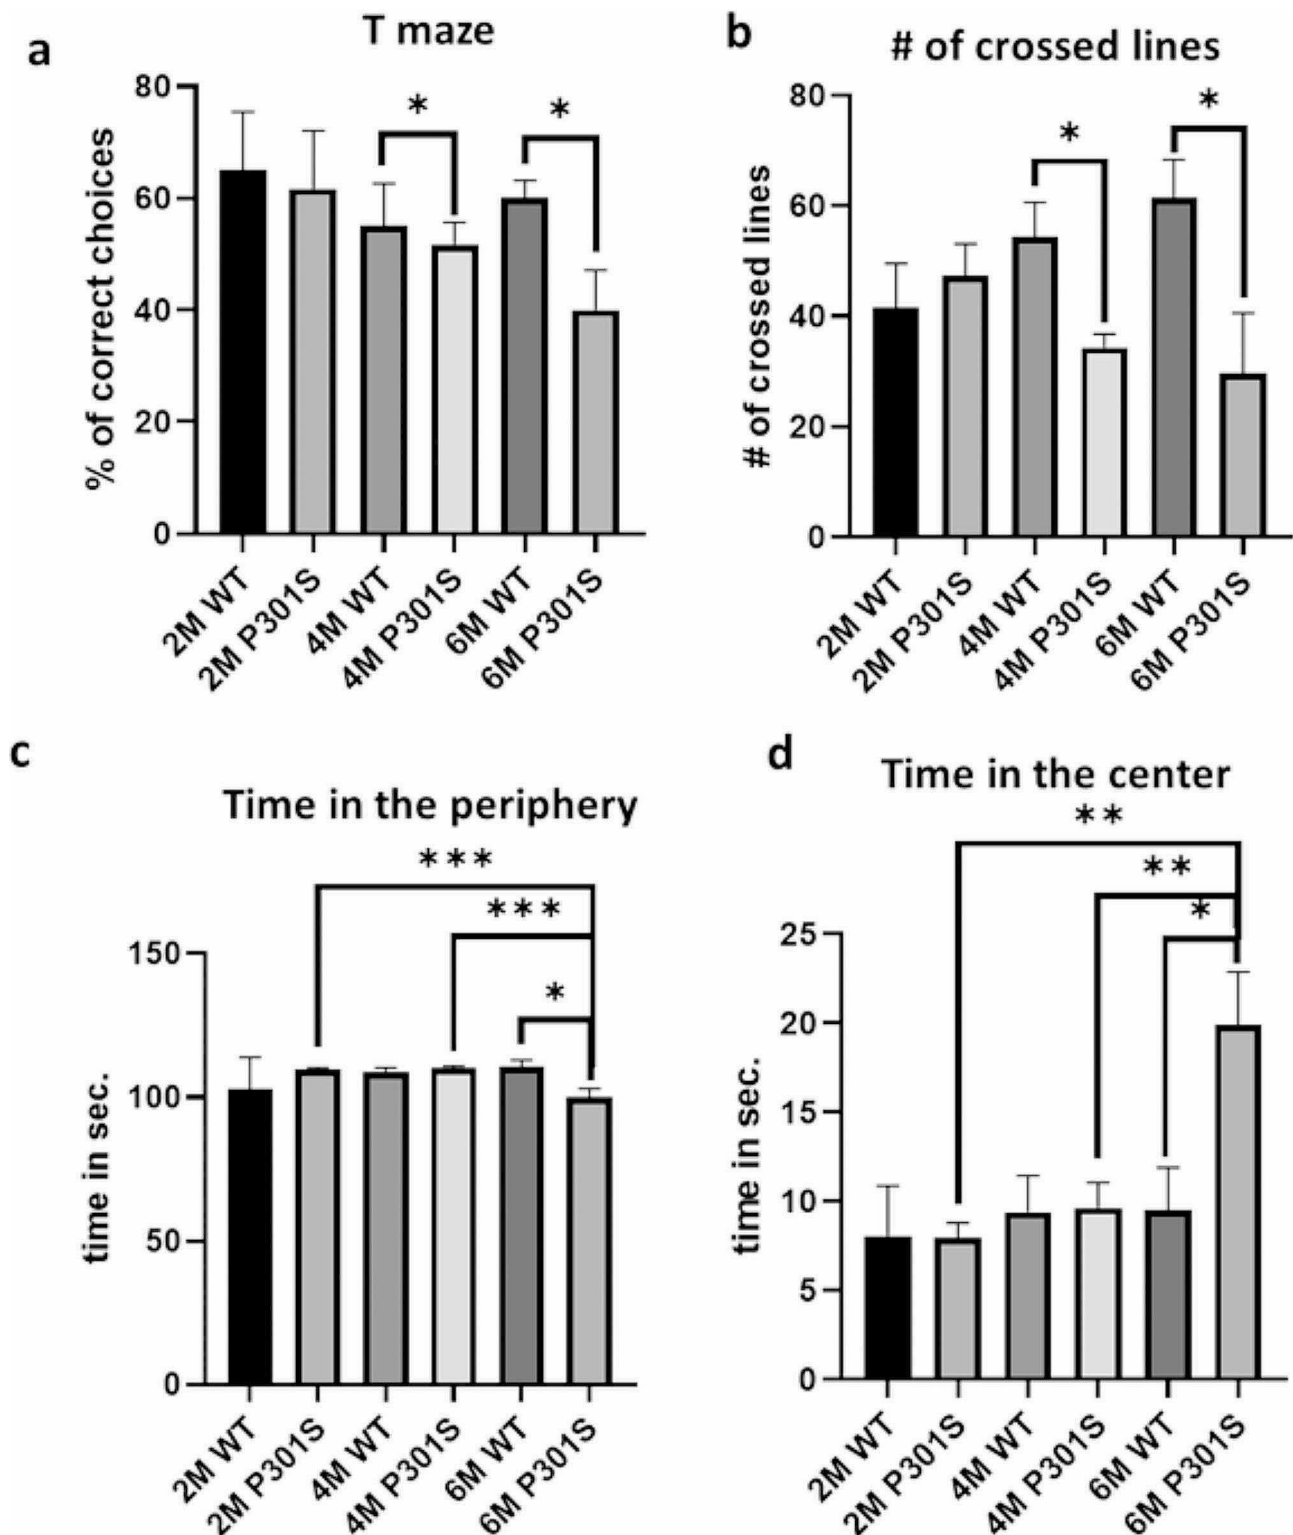 a
T maze
% of correct choices
80
60
40
20
0
*
*
2M WT
2M P301S
4M WT
4M P301S
6M WT
6M P301S
b
# of crossed lines
# of crossed lines
80
60
40
20
0
*
*
2M WT
2M P301S
4M WT
4M P301S
6M WT
6M P301S
c
Time in the periphery
***
***
*
time in sec.
150
100
50
0
2M WT
2M P301S
4M WT
4M P301S
6M WT
6M P301S
d
Time in the center
**
**
*
time in sec.
25
20
15
10
5
0
2M WT
2M P301S
4M WT
4M P301S
6M WT
6M P301S